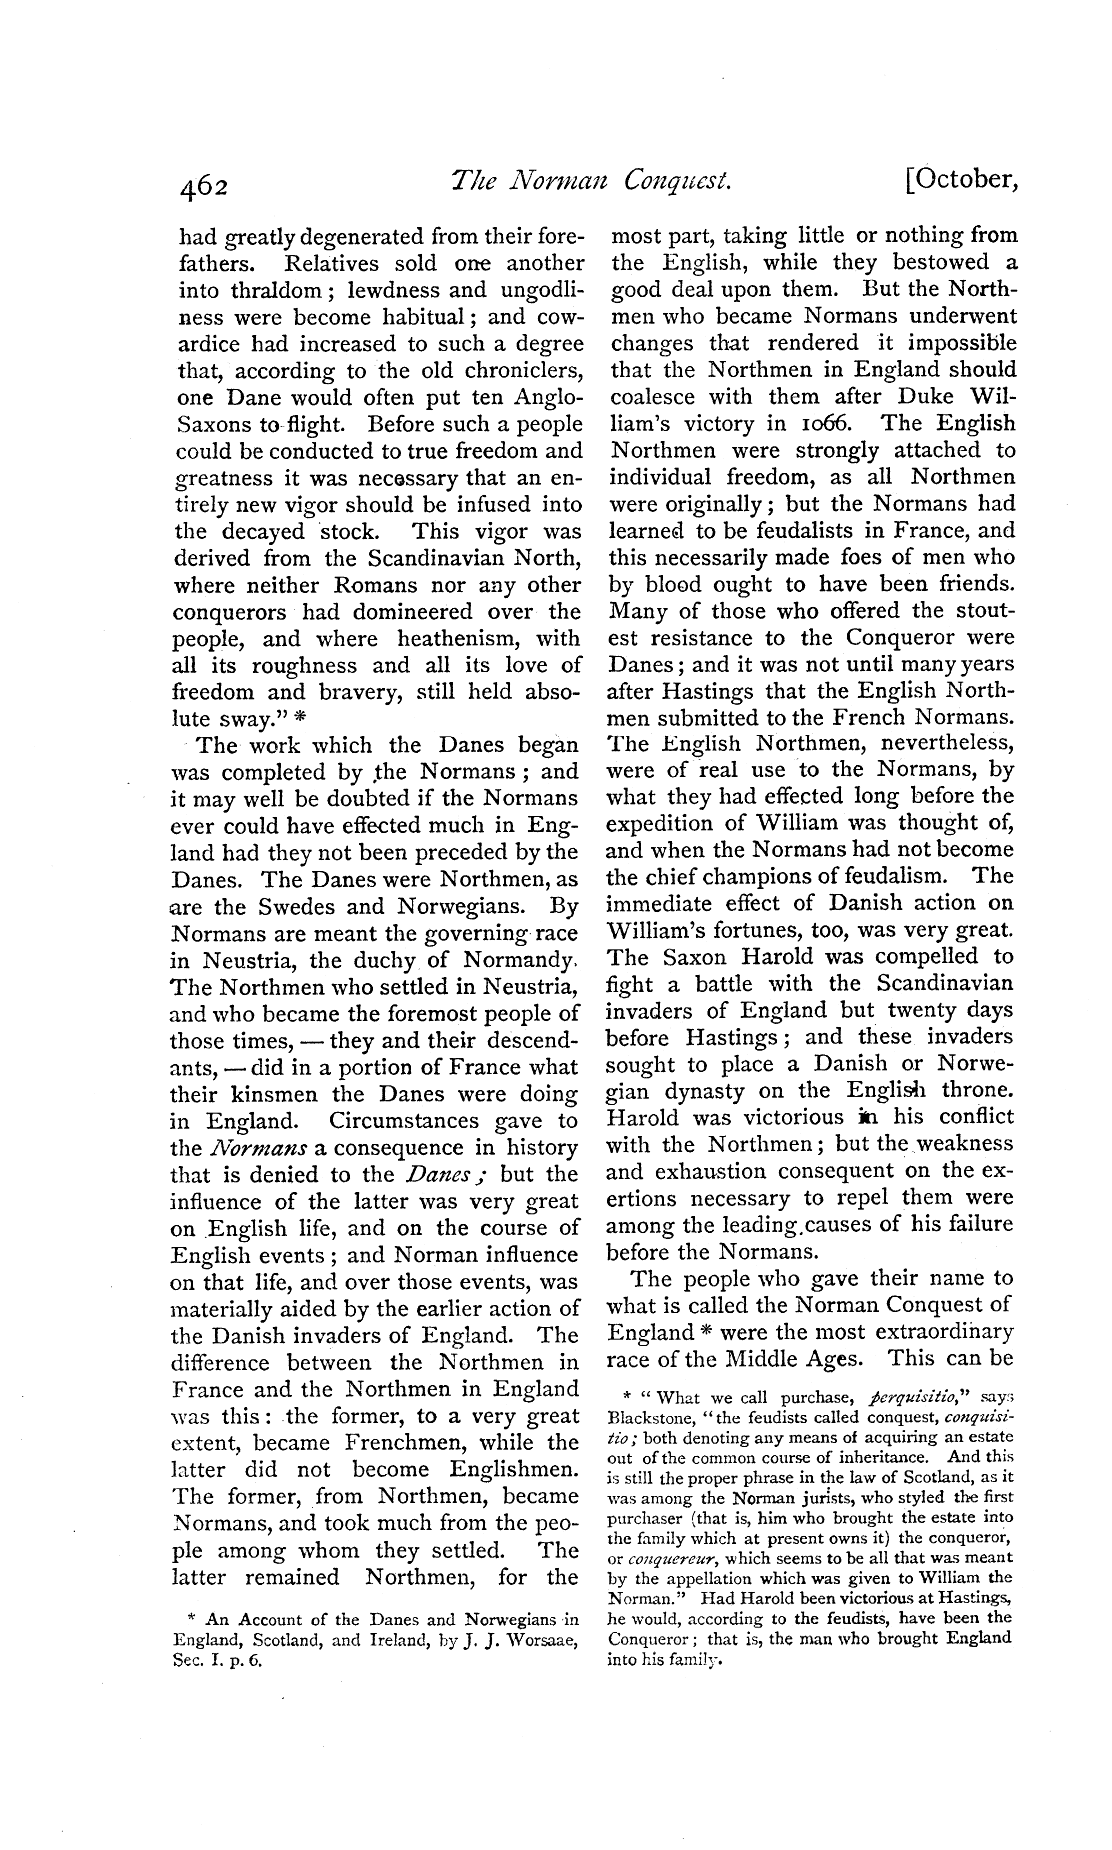 462 The Norman Conquest. [October,
had greatly degenerated from their fore-
fathers. Relatives sold one another
into thraldom; lewdness and ungodli-
ness were become habitual; and cow-
ardice had increased to such a degree
that, according to the old chroniclers,
one Dane would often put ten Anglo-
Saxons to flight. Before such a people
could be conducted to true freedom and
greatness it was necessary that an en-
tirely new vigor should be infused into
the decayed stock. This vigor was
derived from the Scandinavian North,
where neither Romans nor any other
conquerors had domineered over the
people, and where heathenism, with
all its roughness and all its love of
freedom and bravery, still held abso-
lute sway." *
The work which the Danes began
was completed by the Normans; and
it may well be doubted if the Normans
ever could have effected much in Eng-
land had they not been preceded by the
Danes. The Danes were Northmen, as
are the Swedes and Norwegians. By
Normans are meant the governing race
in Neustria, the duchy of Normandy.
The Northmen who settled in Neustria,
and who became the foremost people of
those times, — they and their descend-
ants, — did in a portion of France what
their kinsmen the Danes were doing
in England. Circumstances gave to
the Normans a consequence in history
that is denied to the Danes; but the
influence of the latter was very great
on English life, and on the course of
English events; and Norman influence
on that life, and over those events, was
materially aided by the earlier action of
the Danish invaders of England. The
difference between the Northmen in
France and the Northmen in England
was this: the former, to a very great
extent, became Frenchmen, while the
latter did not become Englishmen.
The former, from Northmen, became
Normans, and took much from the peo-
ple among whom they settled. The
latter remained Northmen, for the
* An Account of the Danes and Norwegians in
England, Scotland, and Ireland, by J. J. Worsaae,
Sec. I. p. 6.
most part, taking little or nothing from
the English, while they bestowed a
good deal upon them. But the North-
men who became Normans underwent
changes that rendered it impossible
that the Northmen in England should
coalesce with them after Duke Wil-
liam's victory in 1066. The English
Northmen were strongly attached to
individual freedom, as all Northmen
were originally; but the Normans had
learned to be feudalists in France, and
this necessarily made foes of men who
by blood ought to have been friends.
Many of those who offered the stout-
est resistance to the Conqueror were
Danes; and it was not until many years
after Hastings that the English North-
men submitted to the French Normans.
The English Northmen, nevertheless,
were of real use to the Normans, by
what they had effected long before the
expedition of William was thought of,
and when the Normans had not become
the chief champions of feudalism. The
immediate effect of Danish action on
William's fortunes, too, was very great.
The Saxon Harold was compelled to
fight a battle with the Scandinavian
invaders of England but twenty days
before Hastings; and these invaders
sought to place a Danish or Norwe-
gian dynasty on the English throne.
Harold was victorious in his conflict
with the Northmen; but the weakness
and exhaustion consequent on the ex-
ertions necessary to repel them were
among the leading causes of his failure
before the Normans.
The people who gave their name to
what is called the Norman Conquest of
England * were the most extraordinary
race of the Middle Ages. This can be
* "What we call purchase, perquisitio," says
Blackstone, "the feudists called conquest, conquisi-
tio; both denoting any means of acquiring an estate
out of the common course of inheritance. And this
is still the proper phrase in the law of Scotland, as it
was among the Norman jurists, who styled the first
purchaser (that is, him who brought the estate into
the family which at present owns it) the conqueror,
or conquereur, which seems to be all that was meant
by the appellation which was given to William the
Norman." Had Harold been victorious at Hastings,
he would, according to the feudists, have been the
Conqueror; that is, the man who brought England
into his family.